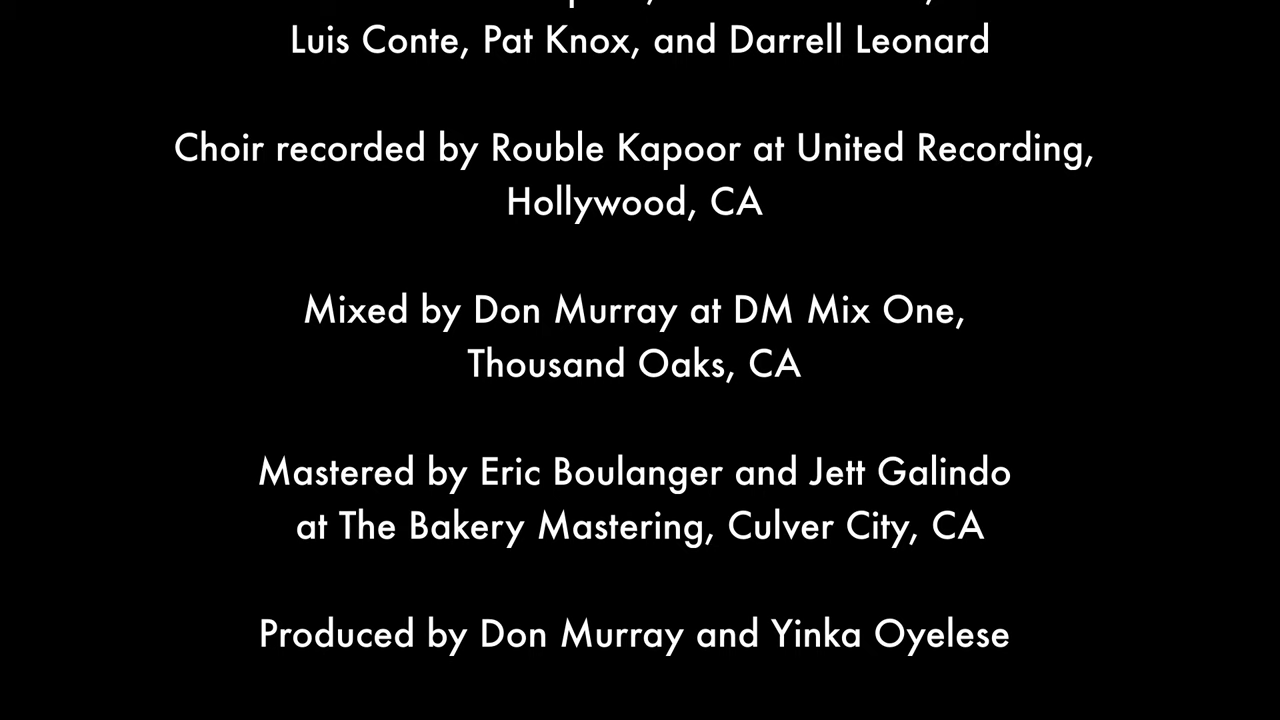 Luis Conte, Pat Knox, and Darrell Leonard
Choir recorded by Rouble Kapoor at United Recording,
Hollywood, CA
Mixed by Don Murray at DM Mix One,
Thousand Oaks, CA
Mastered by Eric Boulanger and Jett Galindo
at The Bakery Mastering, Culver City, CA
Produced by Don Murray and Yinka Oyelese